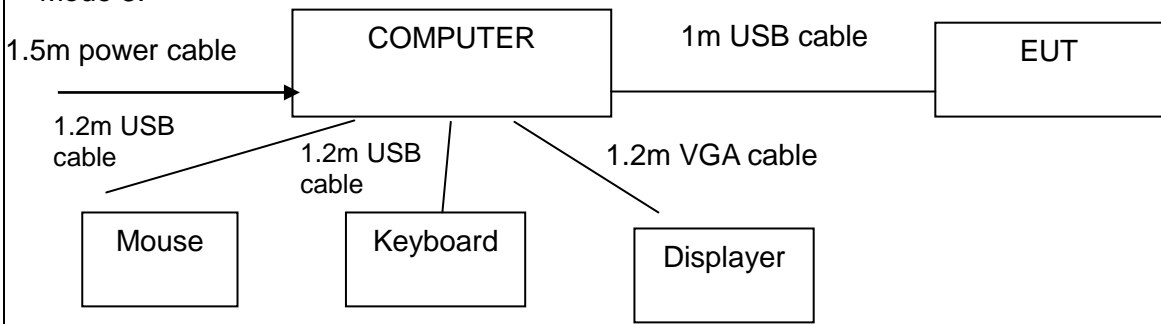 COMPUTER
1m USB cable
EUT
1.5m power cable
1.2m USB
cable
1.2m USB
cable
1.2m VGA cable
Mouse
Keyboard
Displayer